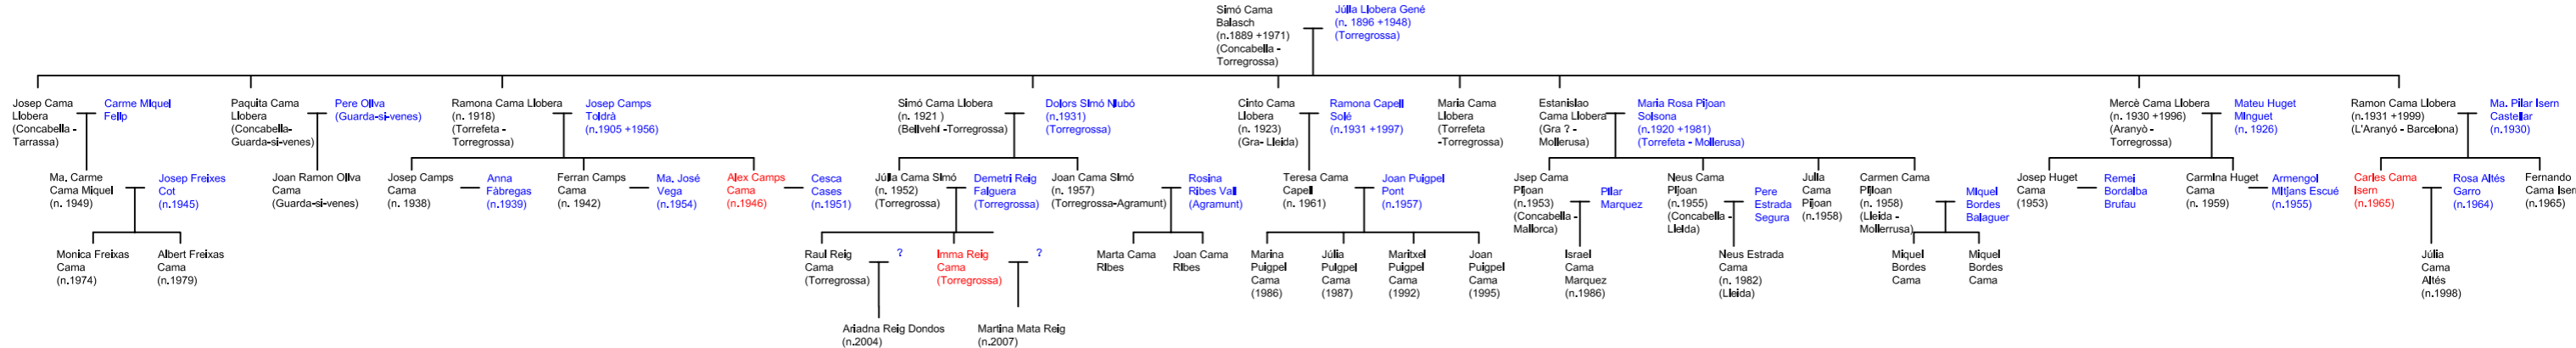 Simó Cama
Balasch
(n.1889 +1971)
(Concabella -
Torregrossa)
Júlia Llobera Gené
(n. 1896 +1948)
(Torregrossa)
Josep Cama
Llobera
(Concabella -
Tarrassa)
Carme Miquel
Felip
Paquita Cama
Llobera
(Concabella-
Guarda-si-venes)
Pere Oliva
(Guarda-si-venes)
Ramona Cama Llobera
(n. 1918)
(Torrefeta -
Torregrossa)
Josep Camps
Toldrà
(n.1905 +1956)
Simó Cama Llobera
(n. 1921 )
(Bellvehí -Torregrossa)
Dolors Simó Niubó
(n.1931)
(Torregrossa)
Cinto Cama
Llobera
(n. 1923)
(Gra- Lleida)
Ramona Capell
Solé
(n.1931 +1997)
Maria Cama
Llobera
(Torrefeta
-Torregrossa)
Estanislao
Cama Llobera
(Gra ? -
Mollerusa)
Maria Rosa Pijoan
Solsona
(n.1920 +1981)
(Torrefeta - Mollerusa)
Mercè Cama Llobera
(n. 1930 +1996)
(Aranyò -
Torregrossa)
Mateu Huget
Minguet
(n. 1926)
Ramon Cama Llobera
(n.1931 +1999)
(L'Aranyó - Barcelona)
Ma. Pilar Isern
Castellar
(n.1930)
Ma. Carme
Cama Miquel
(n. 1949)
Josep Freixes
Cot
(n.1945)
Joan Ramon Oliva
Cama
(Guarda-si-venes)
Josep Camps
Cama
(n. 1938)
Anna
Fàbregas
(n.1939)
Ferran Camps
Cama
(n. 1942)
Ma. José
Vega
(n.1954)
Alex Camps
Cama
(n.1946)
Cesca
Cases
(n.1951)
Júlia Cama Simó
(n. 1952)
(Torregrossa)
Demetri Reig
Falguera
(Torregrossa)
Joan Cama Simó
(n. 1957)
(Torregrossa-Agramunt)
Rosina
Ribes Vall
(Agramunt)
Teresa Cama
Capell
(n. 1961)
Joan Puigpel
Pont
(n.1957)
Jsep Cama
Pijoan
(n.1953)
(Concabella -
Mallorca)
Pilar
Marquez
Neus Cama
Pijoan
(n.1955)
(Concabella -
Lleida)
Pere
Estrada
Segura
Julia
Cama
Pijoan
(n.1958)
Carmen Cama
Pijloan
(n. 1958)
(Lleida -
Mollerrusa)
Miquel
Bordes
Balaguer
Josep Huget
Cama
(1953)
Remei
Bordalba
Brufau
Carmina Huget
Cama
(n. 1959)
Armengol
Mitjans Escué
(n.1955)
Carles Cama
Isern
(n.1965)
Rosa Altés
Garro
(n.1964)
Fernando
Cama Isern
(n.1965)
Monica Freixas
Cama
(n.1974)
Albert Freixas
Cama
(n.1979)
Raul Reig
Cama
(Torregrossa)
?
Imma Reig
Cama
(Torregrossa)
?
Marta Cama
Ribes
Joan Cama
Ribes
Marina
Puigpel
Cama
(1986)
Júlia
Puigpel
Cama
(1987)
Maritxel
Puigpel
Cama
(1992)
Joan
Puigpel
Cama
(1995)
Israel
Cama
Marquez
(n.1986)
Neus Estrada
Cama
(n. 1982)
(Lleida)
Miquel
Bordes
Cama
Miquel
Bordes
Cama
Júlia
Cama
Altés
(n.1998)
Ariadna Reig Dondos
(n.2004)
Martina Mata Reig
(n.2007)